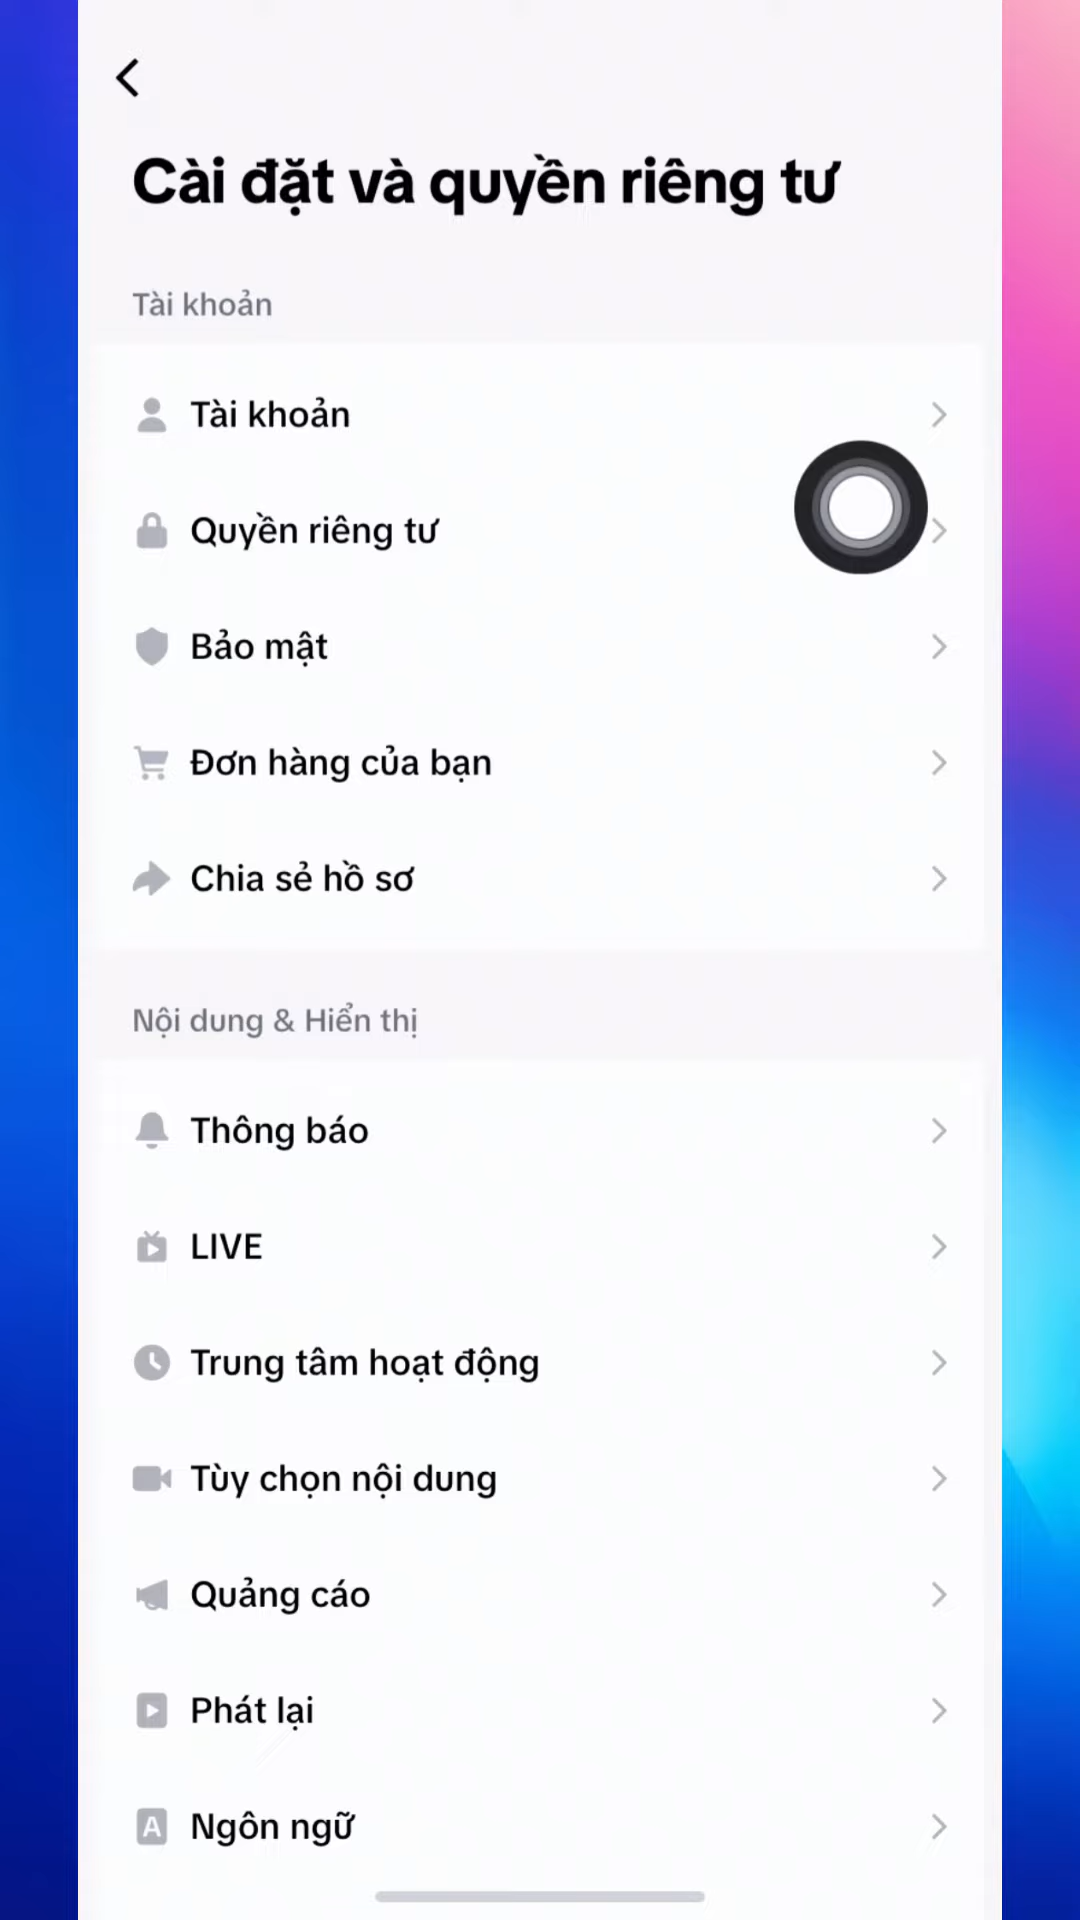 Cài đặt và quyền riêng tư
Tài khoản
Tài khoản
Quyền riêng tư
Bảo mật
Đơn hàng của bạn
Chia sẻ hồ sơ
Nội dung & Hiển thị
Thông báo
LIVE
Trung tâm hoạt động
Tùy chọn nội dung
Quảng cáo
Phát lại
A Ngôn ngữ